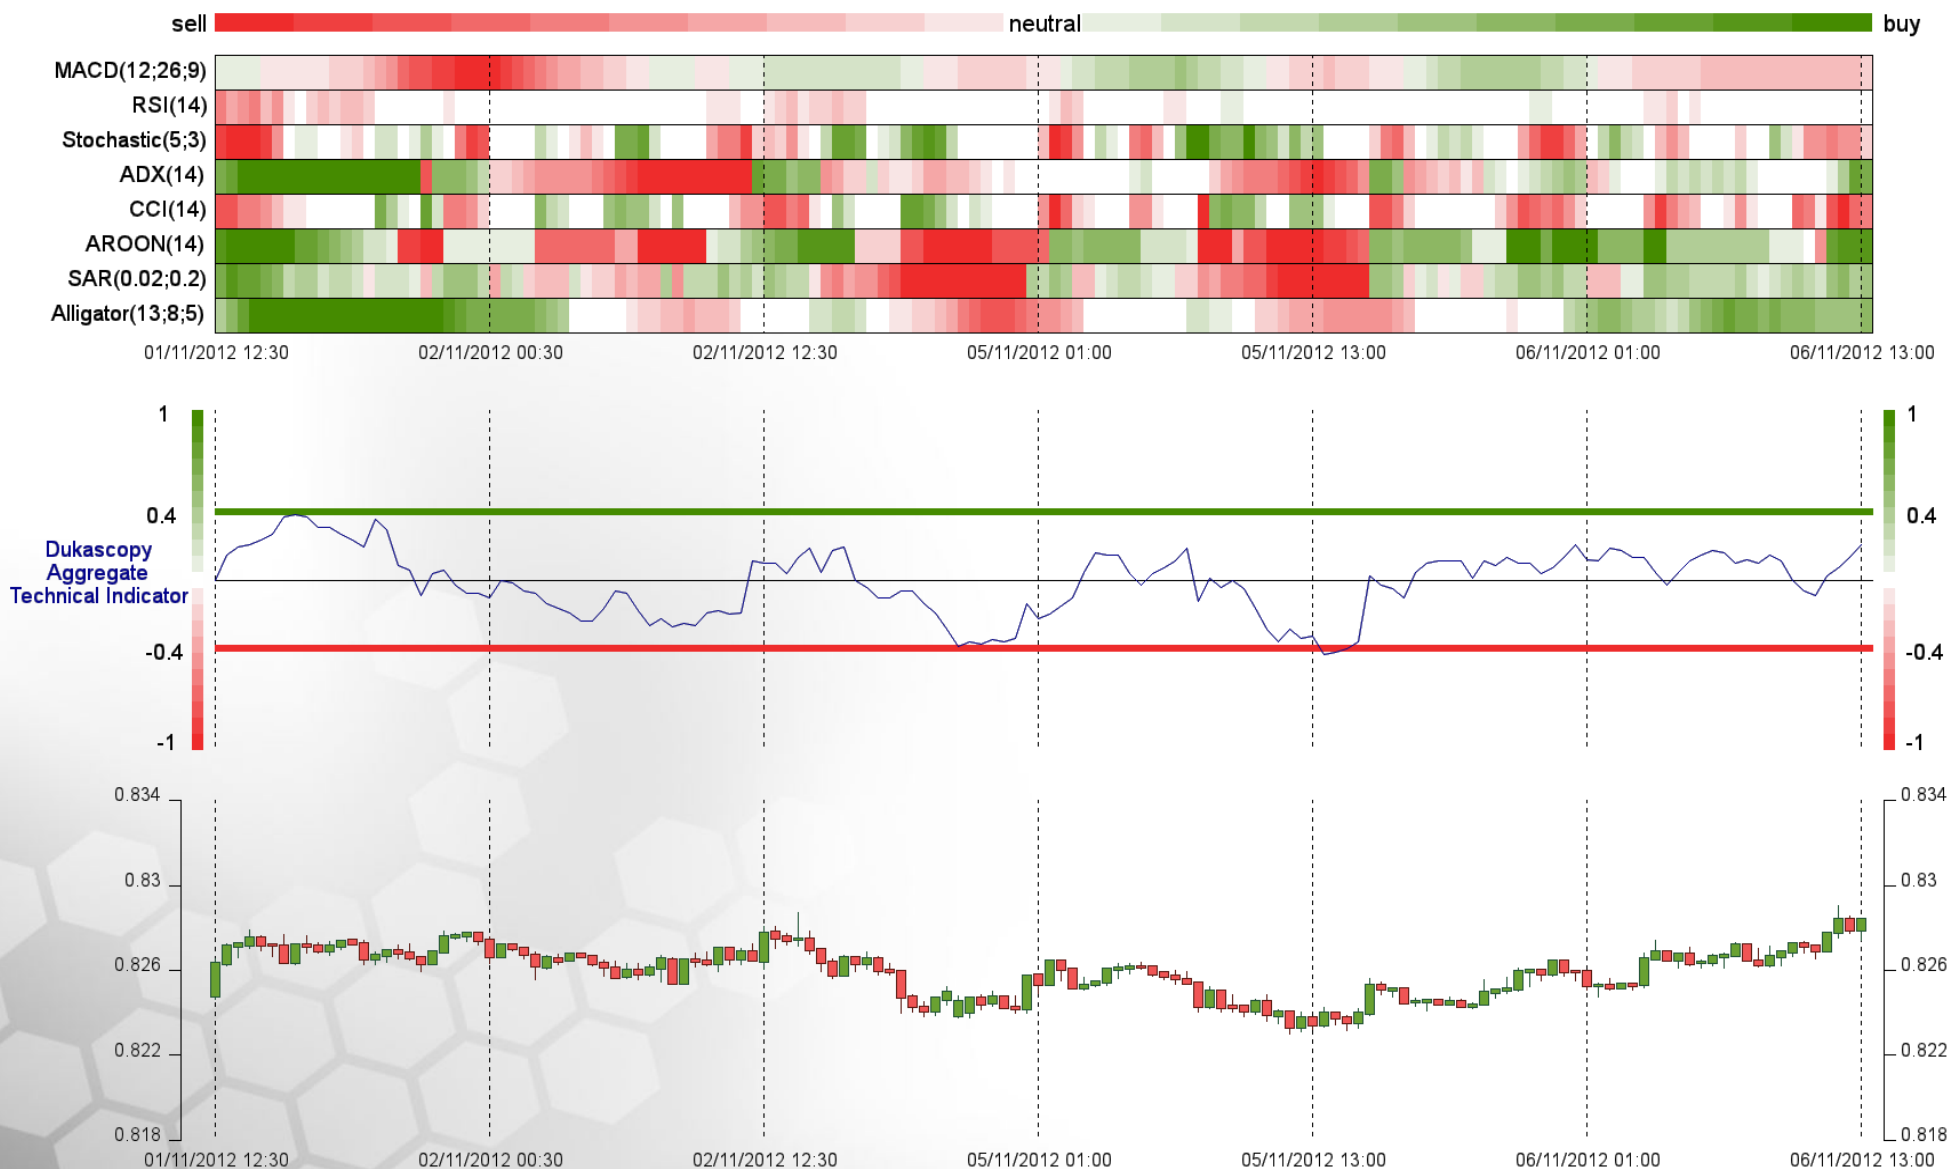 sell neutral buy
MACD(12;26;9)
RSI(14)
Stochastic(5;3)
ADX(14)
CCI(14)
AROON(14)
SAR(0.02;0.2)
Alligator(13;8;5)
01/11/2012 12:30 02/11/2012 00:30 02/11/2012 12:30 05/11/2012 01:00 05/11/2012 13:00 06/11/2012 01:00 06/11/2012 13:00
1 1
0.4 0.4
Dukascopy
Aggregate
Technical Indicator
-0.4 -0.4
-1 -1
0.834 0.834
0.83 0.83
0.826 0.826
0.822 0.822
0.818 0.818
01/11/2012 12:30 02/11/2012 00:30 02/11/2012 12:30 05/11/2012 01:00 05/11/2012 13:00 06/11/2012 01:00 06/11/2012 13:00